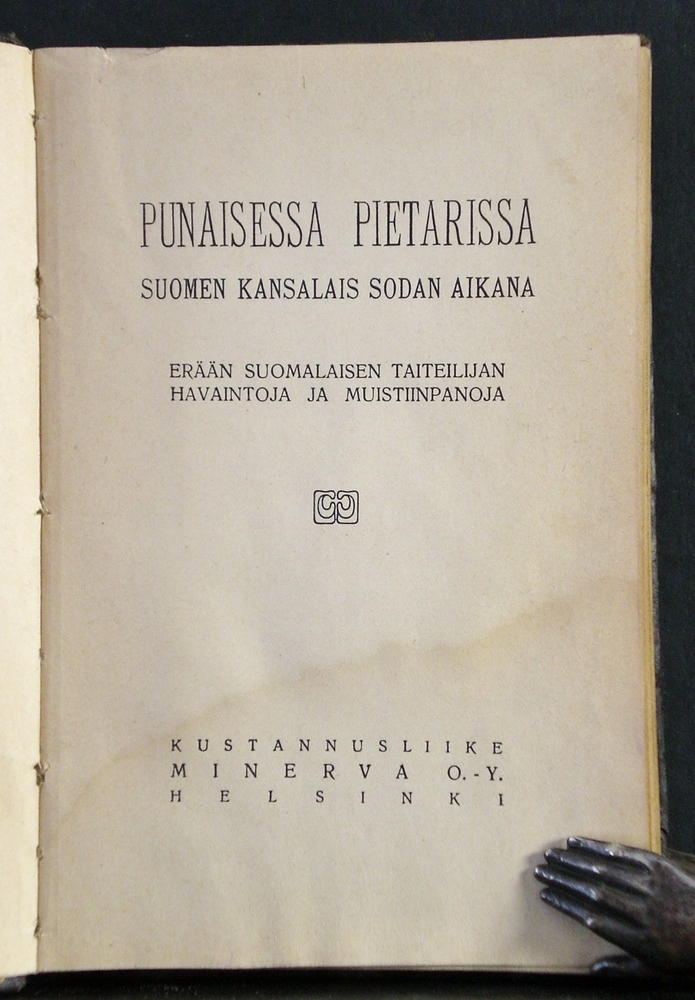 PUNAISESSA PIETARISSA
SUOMEN KANSALAIS SODAN AIKANA
ERÄÄN SUOMALAISEN TAITEILIJAN
HAVAINTOJA JA MUISTIINPANOJA
KUSTANNUSLIIKE
MINERVA O.-Y.
HELSINKI